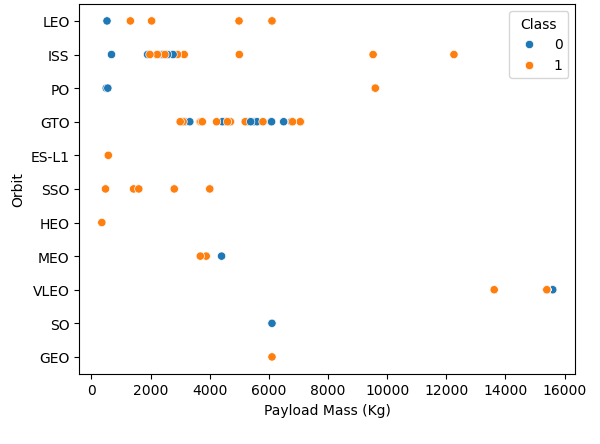 LEO
ISS
PO
GTO
ES-L1
SSO
HEO
MEO
VLEO
SO
GEO
Orbit
Class
0
1
0 2000 4000 6000 8000 10000 12000 14000 16000
Payload Mass (Kg)